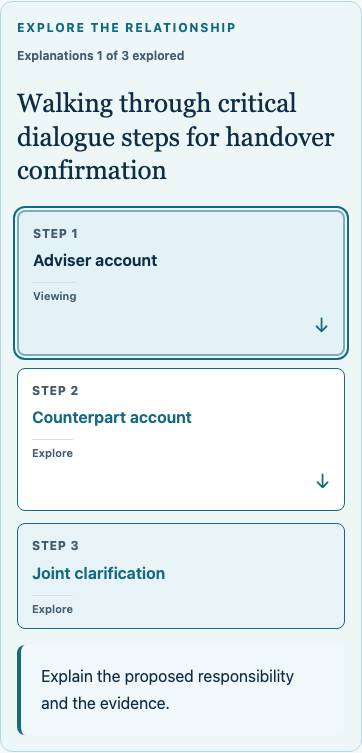 EXPLORE THE RELATIONSHIP
Explanations 1 of 3 explored
Walking through critical
dialogue steps for handover
confirmation
STEP 1
Adviser account
Viewing
STEP 2
Counterpart account
Explore
STEP 3
Joint clarification
Explore
Explain the proposed responsibility
and the evidence.